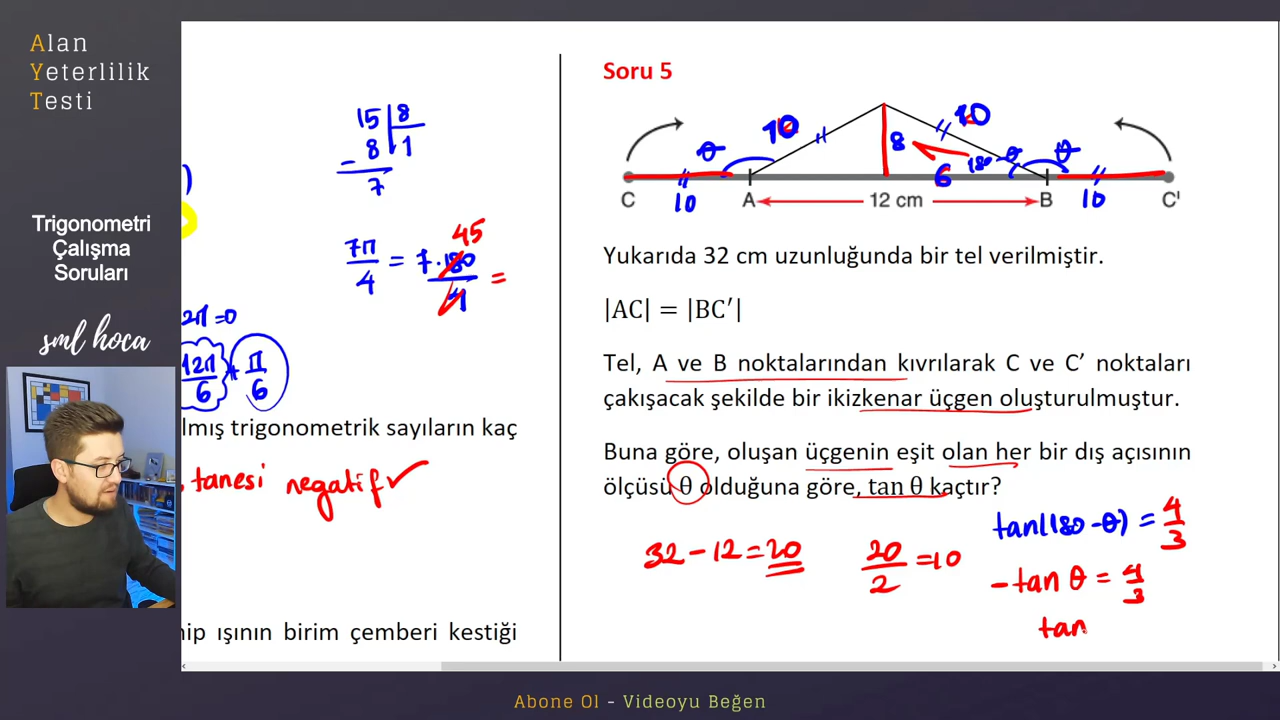 Alan
Yeterlilik
Testi
Trigonometri
Çalışma
Soruları
sml hoca
15 8
- 8 1
7
7π/4 = 7·180/4 =
45
2π=0
12π/6 + π/6
lmış trigonometrik sayıların kaç
tanesi negatif ✓
hip ışının birim çemberi kestiği
Soru 5
θ 10 8 10 180-θ θ
6
C 10 A 12 cm B 10 C'
Yukarıda 32 cm uzunluğunda bir tel verilmiştir.
|AC| = |BC′|
Tel, A ve B noktalarından kıvrılarak C ve C’ noktaları
çakışacak şekilde bir ikizkenar üçgen oluşturulmuştur.
Buna göre, oluşan üçgenin eşit olan her bir dış açısının
ölçüsü θ olduğuna göre, tan θ kaçtır?
32 - 12 = 20
20/2 = 10
tan(180 - θ) = 4/3
- tan θ = 4/3
tan
Abone Ol - Videoyu Beğen